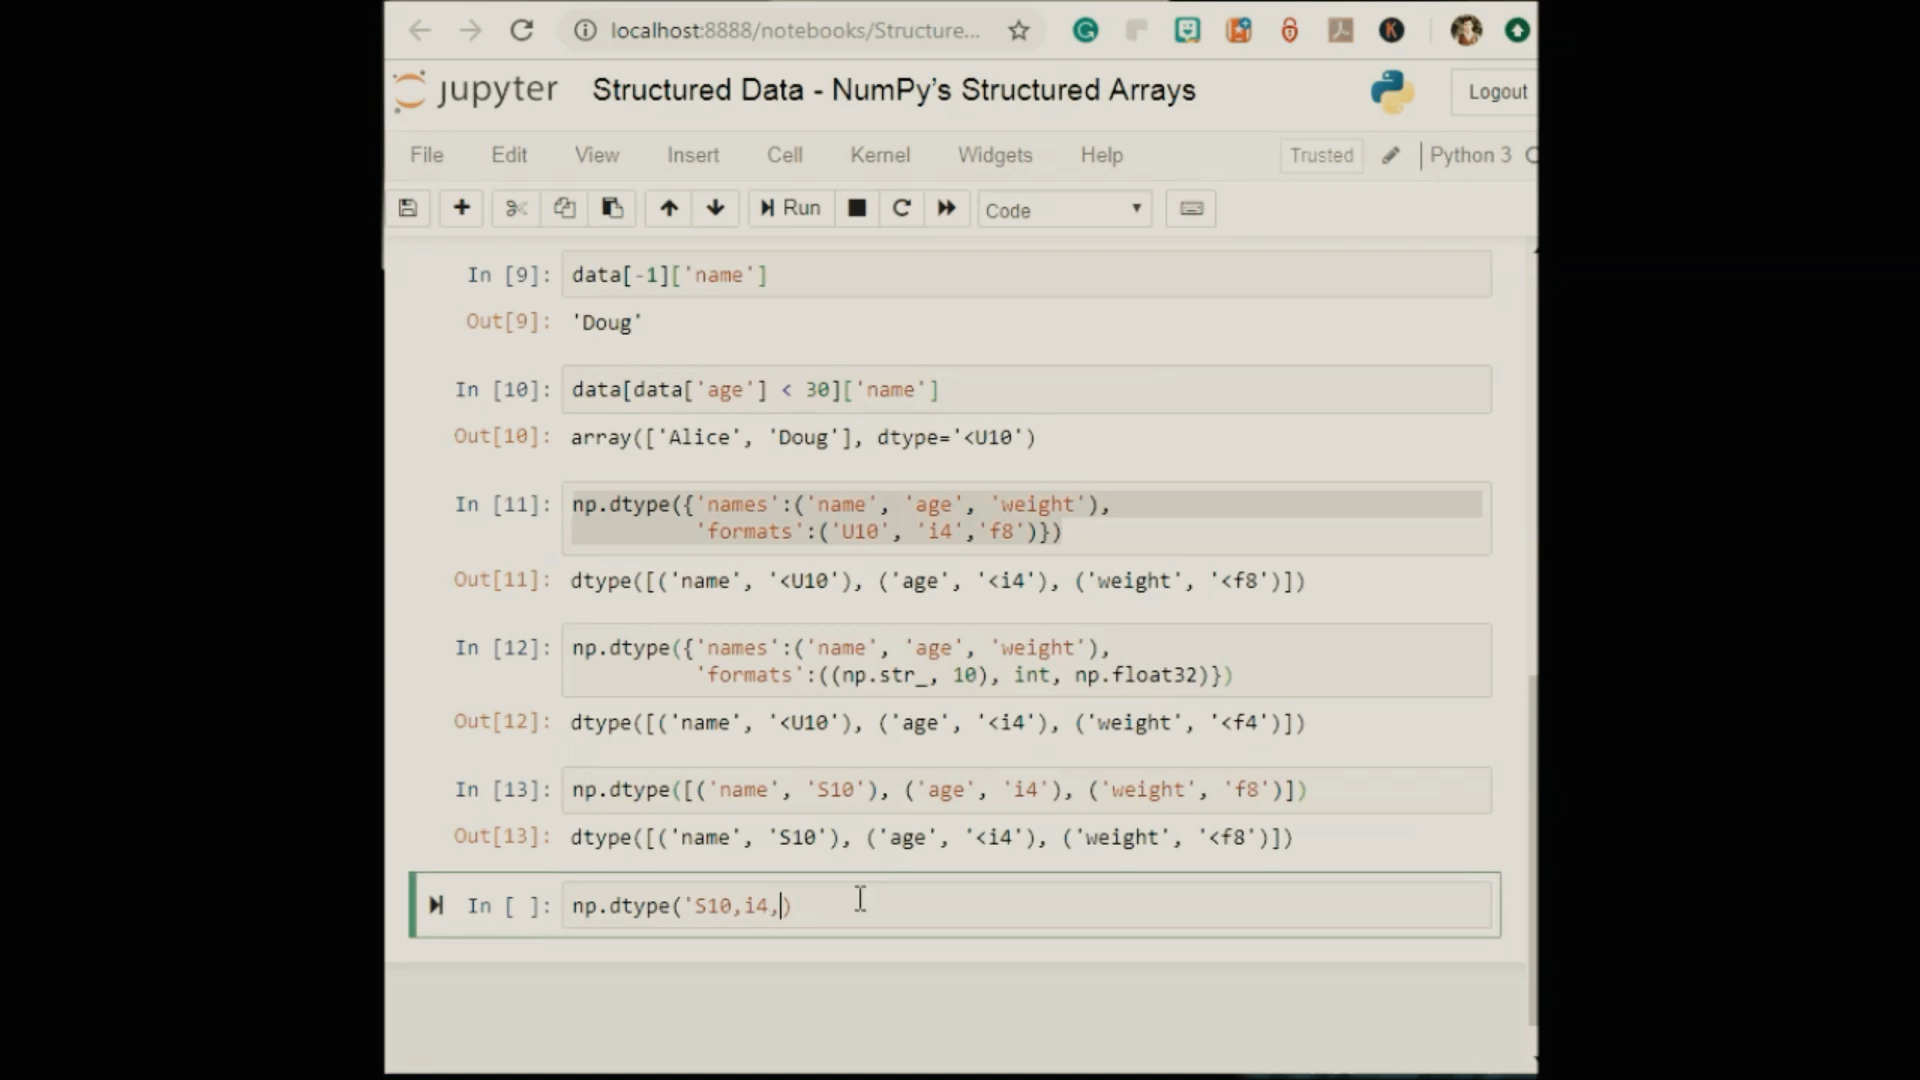 localhost:8888/notebooks/Structure...
jupyter Structured Data - NumPy’s Structured Arrays Logout
File Edit View Insert Cell Kernel Widgets Help Trusted Python 3
Run Code
In [9]: data[-1]['name']
Out[9]: 'Doug'
In [10]: data[data['age'] < 30]['name']
Out[10]: array(['Alice', 'Doug'], dtype='<U10')
In [11]: np.dtype({'names':('name', 'age', 'weight'),
'formats':('U10', 'i4','f8')})
Out[11]: dtype([('name', '<U10'), ('age', '<i4'), ('weight', '<f8')])
In [12]: np.dtype({'names':('name', 'age', 'weight'),
'formats':((np.str_, 10), int, np.float32)})
Out[12]: dtype([('name', '<U10'), ('age', '<i4'), ('weight', '<f4')])
In [13]: np.dtype([('name', 'S10'), ('age', 'i4'), ('weight', 'f8')])
Out[13]: dtype([('name', 'S10'), ('age', '<i4'), ('weight', '<f8')])
In [ ]: np.dtype('S10,i4,)